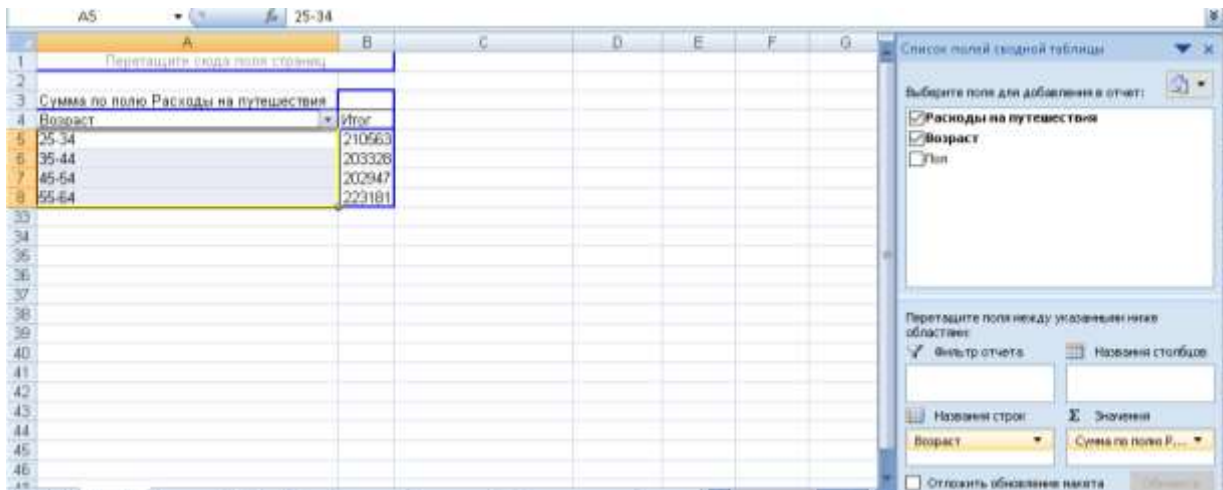 A5 fx 25-34
A B C D E F G
1 Перетащите сюда поля страниц
2
3 Сумма по полю Расходы на путешествия
4 Возраст Итог
5 25-34 210563
6 35-44 203328
7 45-54 202947
8 55-64 223181
33
34
35
36
37
38
39
40
41
42
43
44
45
46
Список полей сводной таблицы
Выберите поля для добавления в отчет:
Расходы на путешествия
Возраст
Пол
Перетащите поля между указанными ниже
областями:
Фильтр отчета Названия столбцов
Названия строк Σ Значения
Возраст Сумма по полю Р...
Отложить обновление макета Обновить